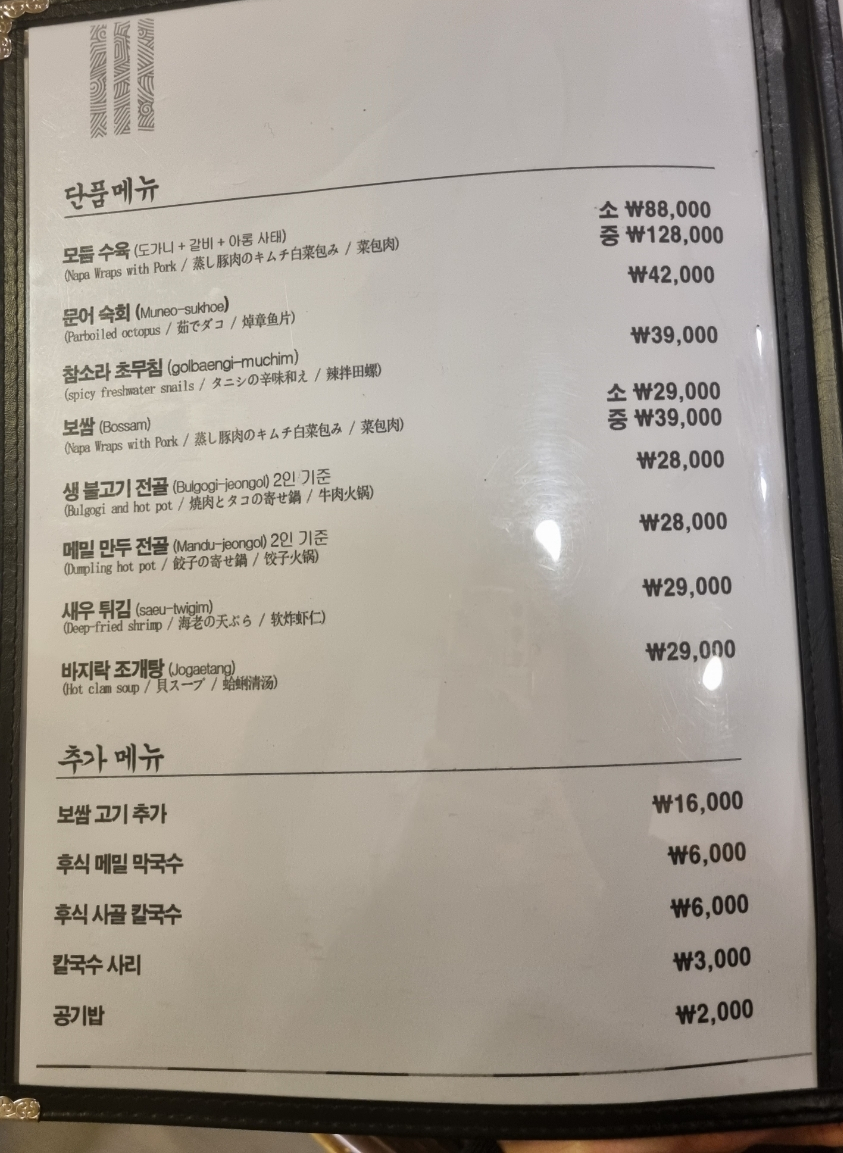 단품메뉴
모듬 수육 (도가니 + 갈비 + 아롱 사태) 소 ₩88,000
(Napa Wraps with Pork / 蒸し豚肉のキムチ白菜包み / 菜包肉) 중 ₩128,000
문어 숙회 (Muneo-sukhoe) ₩42,000
(Parboiled octopus / 茹でダコ / 焯章鱼片)
참소라 초무침 (golbaengi-muchim) ₩39,000
(spicy freshwater snails / タニシの辛味和え / 辣拌田螺)
보쌈 (Bossam) 소 ₩29,000
(Napa Wraps with Pork / 蒸し豚肉のキムチ白菜包み / 菜包肉) 중 ₩39,000
생 불고기 전골 (Bulgogi-jeongol) 2인 기준 ₩28,000
(Bulgogi and hot pot / 焼肉とタコの寄せ鍋 / 牛肉火锅)
메밀 만두 전골 (Mandu-jeongol) 2인 기준 ₩28,000
(Dumpling hot pot / 餃子の寄せ鍋 / 饺子火锅)
새우 튀김 (saeu-twigim) ₩29,000
(Deep-fried shrimp / 海老の天ぷら / 软炸虾仁)
바지락 조개탕 (Jogaetang) ₩29,000
(Hot clam soup / 貝スープ / 蛤蜊清汤)
추가 메뉴
보쌈 고기 추가 ₩16,000
후식 메밀 막국수 ₩6,000
후식 사골 칼국수 ₩6,000
칼국수 사리 ₩3,000
공기밥 ₩2,000